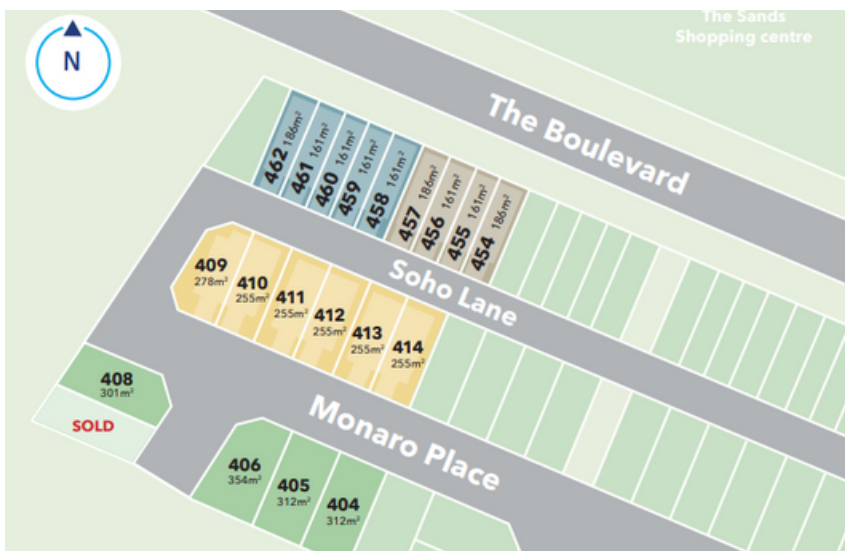 The Sands
Shopping centre
N
The Boulevard
462 186m²
461 161m²
460 161m²
459 161m²
458 161m²
457 186m²
456 161m²
455 161m²
454 186m²
Soho Lane
409
278m²
410
255m²
411
255m²
412
255m²
413
255m²
414
255m²
408
301m²
SOLD
Monaro Place
406
354m²
405
312m²
404
312m²